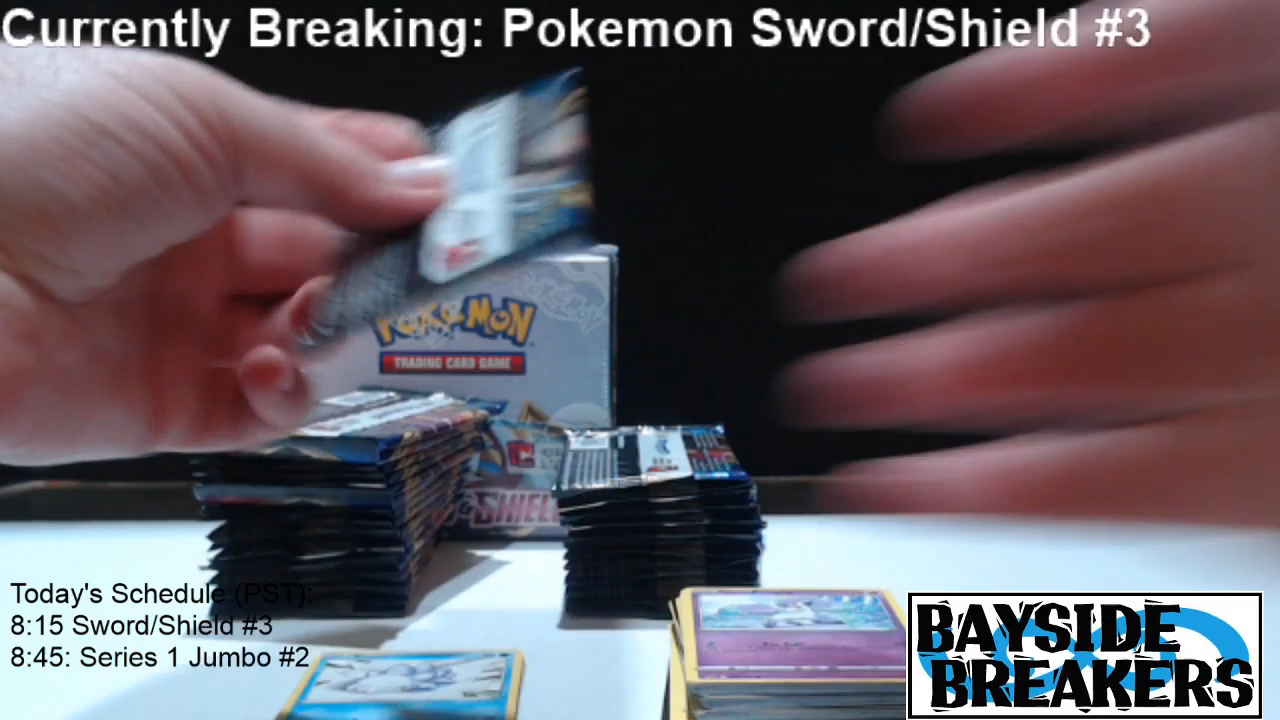 Currently Breaking: Pokemon Sword/Shield #3
POKéMON
TRADING CARD GAME
SHIEL
Today's Schedule (PST):
8:15 Sword/Shield #3
8:45: Series 1 Jumbo #2
BAYSIDE
BREAKERS